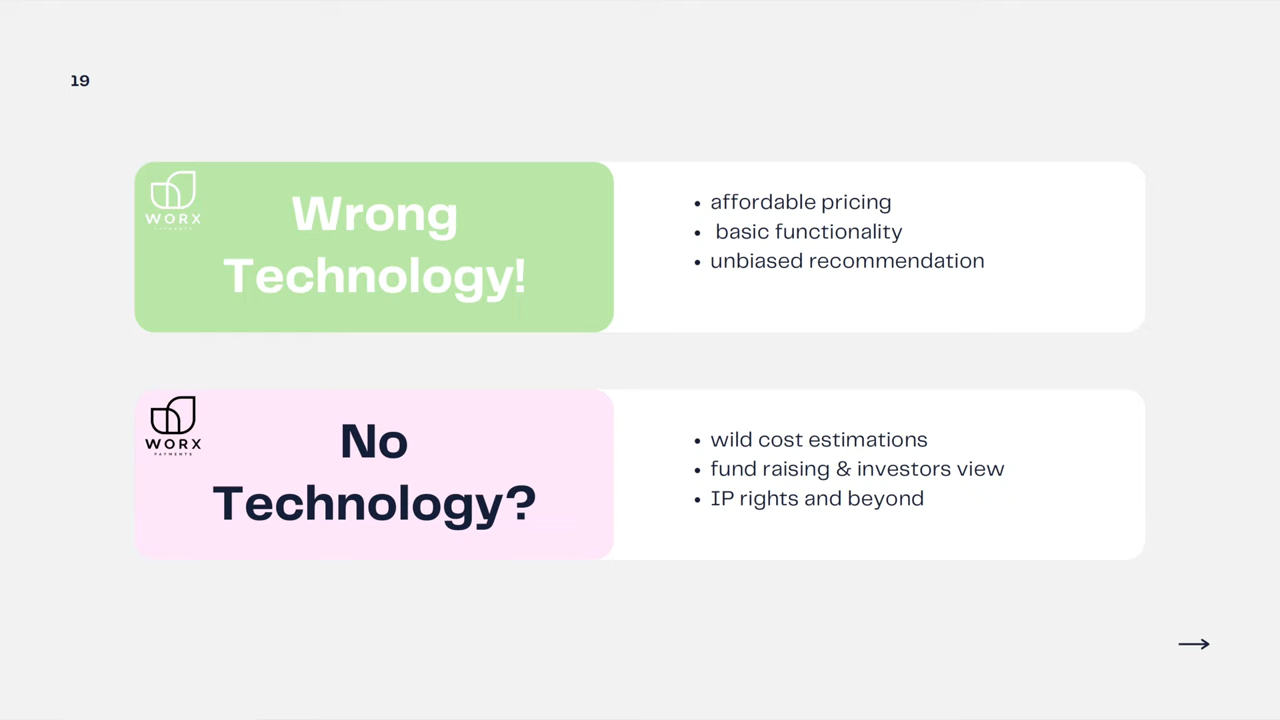 19
WORX
Wrong
Technology!
affordable pricing
basic functionality
unbiased recommendation
WORX
PAYMENTS
No
Technology?
wild cost estimations
fund raising & investors view
IP rights and beyond